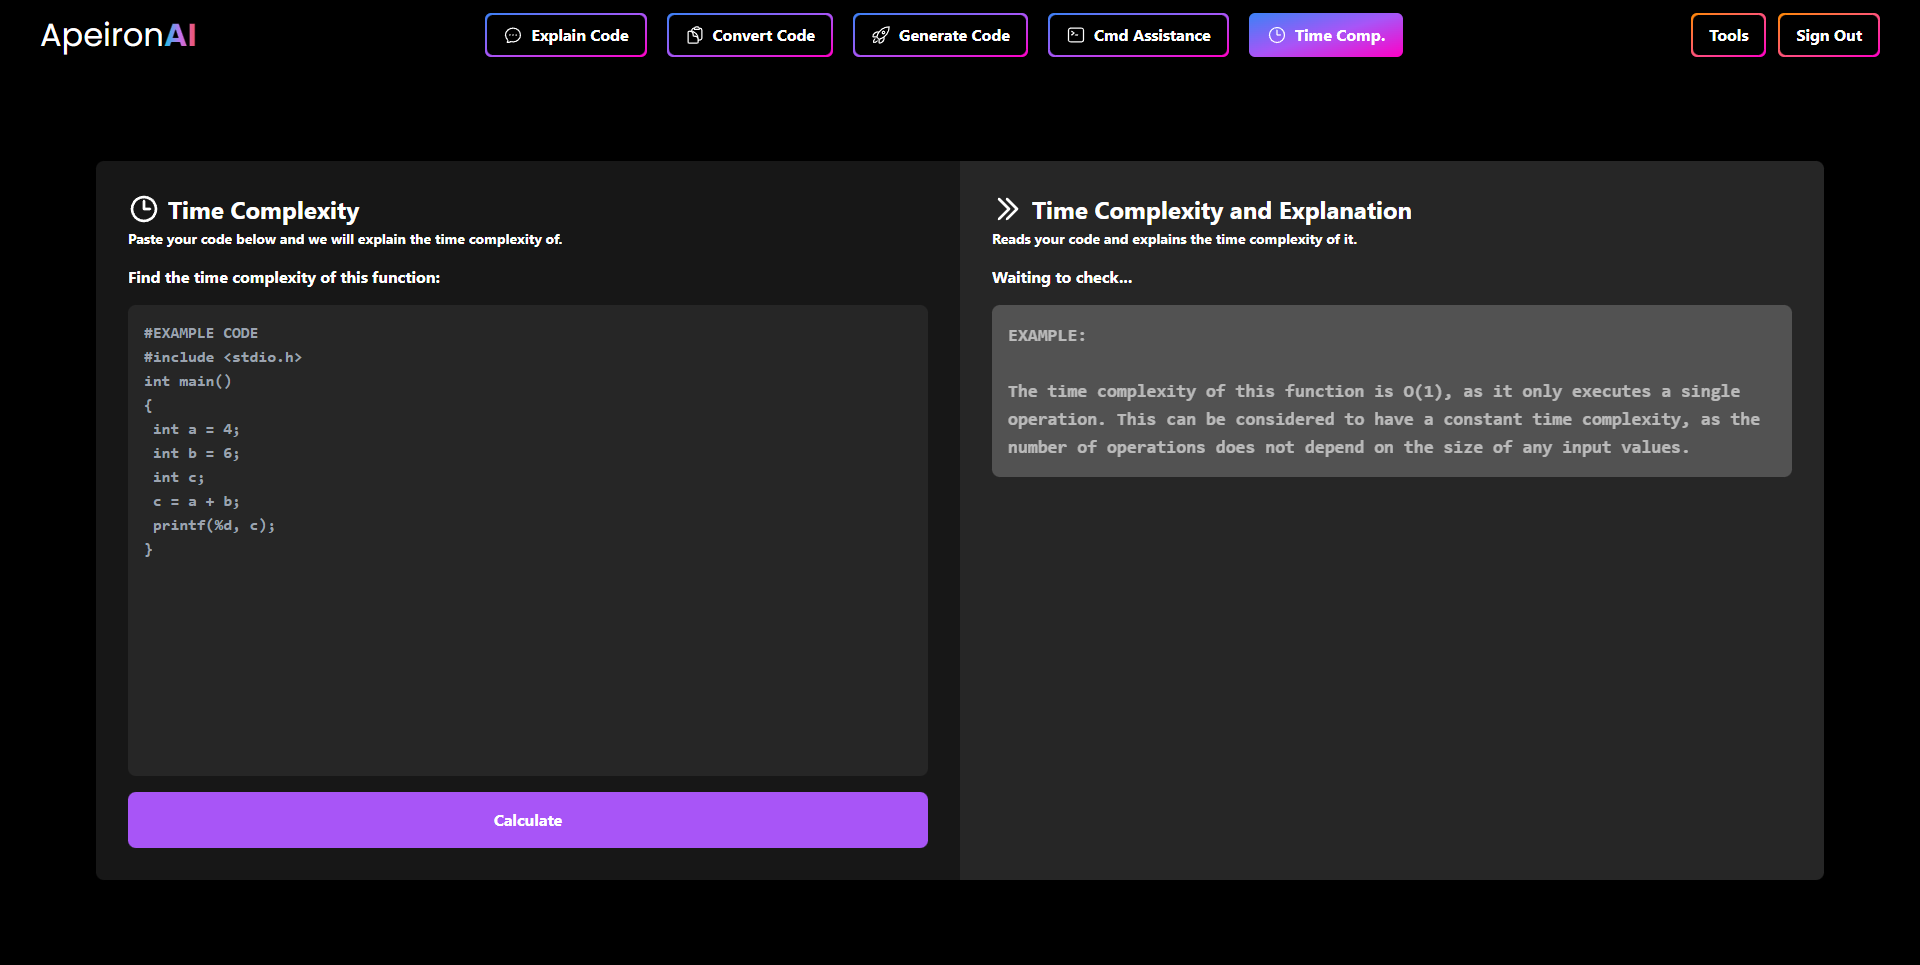 ApeironAI
Explain Code
Convert Code
Generate Code
Cmd Assistance
Time Comp.
Tools
Sign Out
Time Complexity
Paste your code below and we will explain the time complexity of.
Find the time complexity of this function:
#EXAMPLE CODE
#include <stdio.h>
int main()
{
 int a = 4;
 int b = 6;
 int c;
 c = a + b;
 printf(%d, c);
}
Calculate
Time Complexity and Explanation
Reads your code and explains the time complexity of it.
Waiting to check...
EXAMPLE:
The time complexity of this function is O(1), as it only executes a single
operation. This can be considered to have a constant time complexity, as the
number of operations does not depend on the size of any input values.